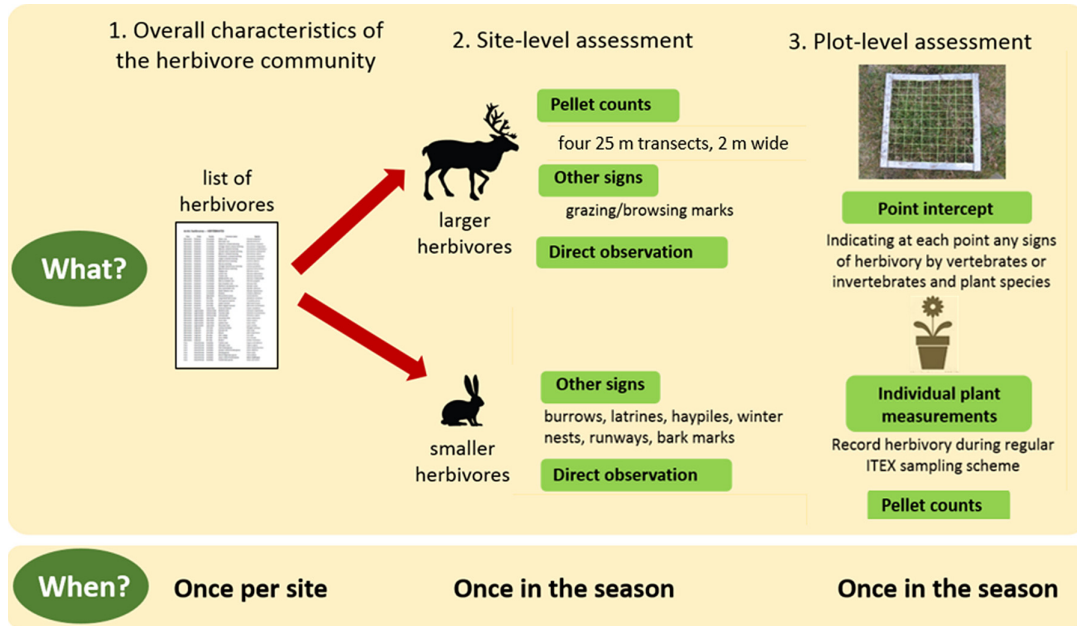 1. Overall characteristics of
the herbivore community
2. Site-level assessment
3. Plot-level assessment
What?
list of
herbivores
larger
herbivores
Pellet counts
four 25 m transects, 2 m wide
Other signs
grazing/browsing marks
Direct observation
smaller
herbivores
Other signs
burrows, latrines, haypiles, winter
nests, runways, bark marks
Direct observation
Point intercept
Indicating at each point any signs
of herbivory by vertebrates or
invertebrates and plant species
Individual plant
measurements
Record herbivory during regular
ITEX sampling scheme
Pellet counts
When?
Once per site
Once in the season
Once in the season